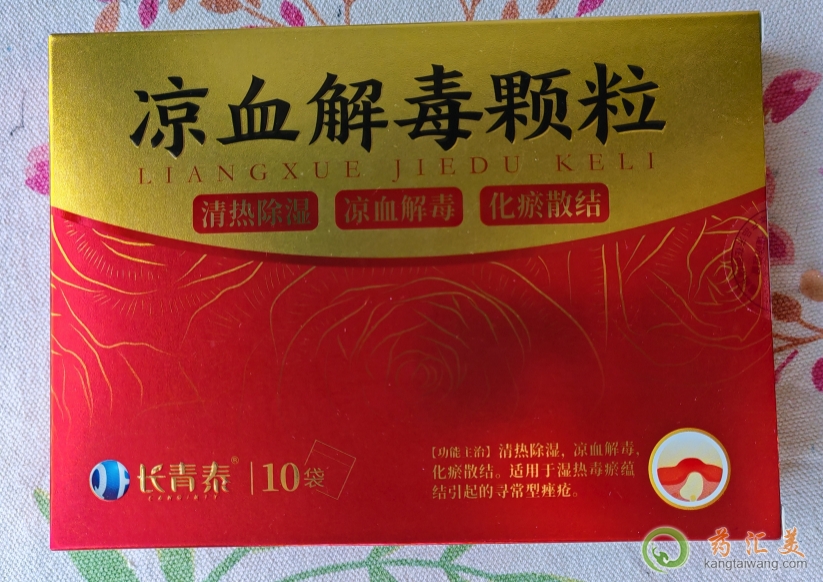 凉血解毒颗粒
LIANGXUE JIEDU KELI
清热除湿 凉血解毒 化瘀散结
[功能主治] 清热除湿，凉血解毒，
化瘀散结。适用于湿热毒瘀蕴
结引起的寻常型痤疮。
长青泰® 10袋
药汇美
kangtaiwang.com